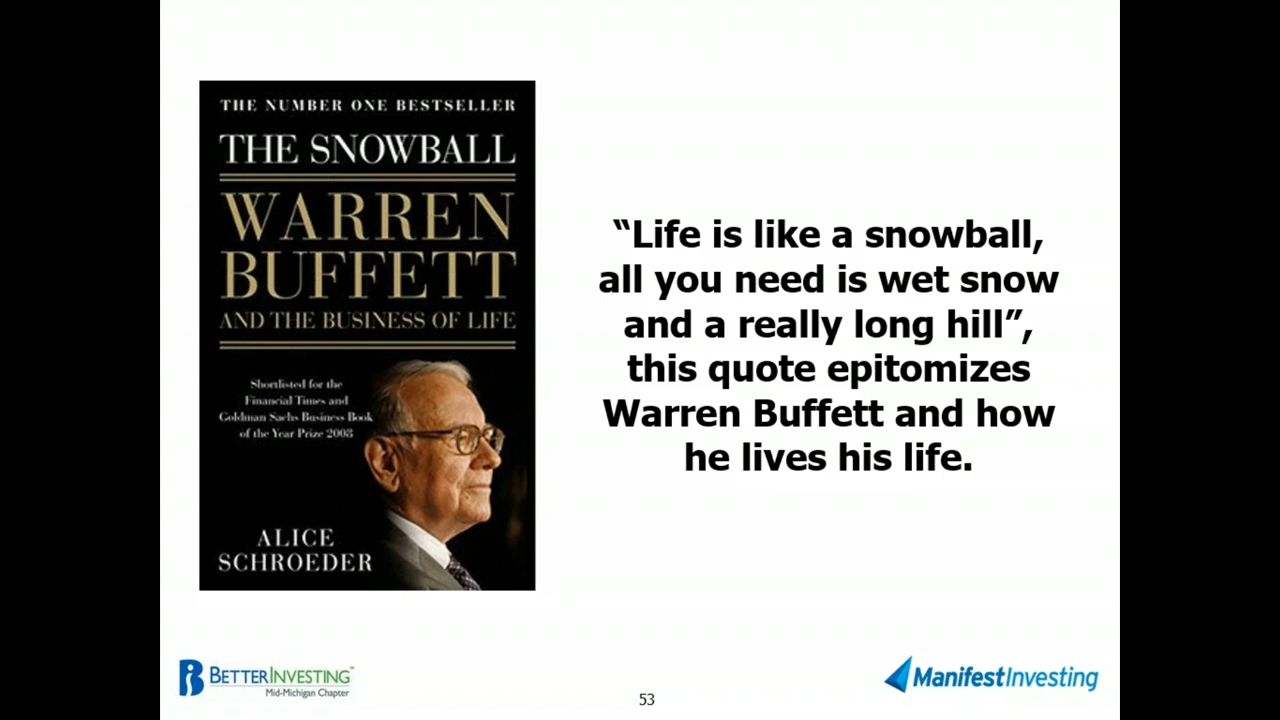 THE NUMBER ONE BESTSELLER
THE SNOWBALL
WARREN
BUFFETT
AND THE BUSINESS OF LIFE
Shortlisted for the
Financial Times and
Goldman Sachs Business Book
of the Year Prize 2008
ALICE
SCHROEDER
“Life is like a snowball,
all you need is wet snow
and a really long hill”,
this quote epitomizes
Warren Buffett and how
he lives his life.
BETTERINVESTING™
Mid-Michigan Chapter
53
ManifestInvesting